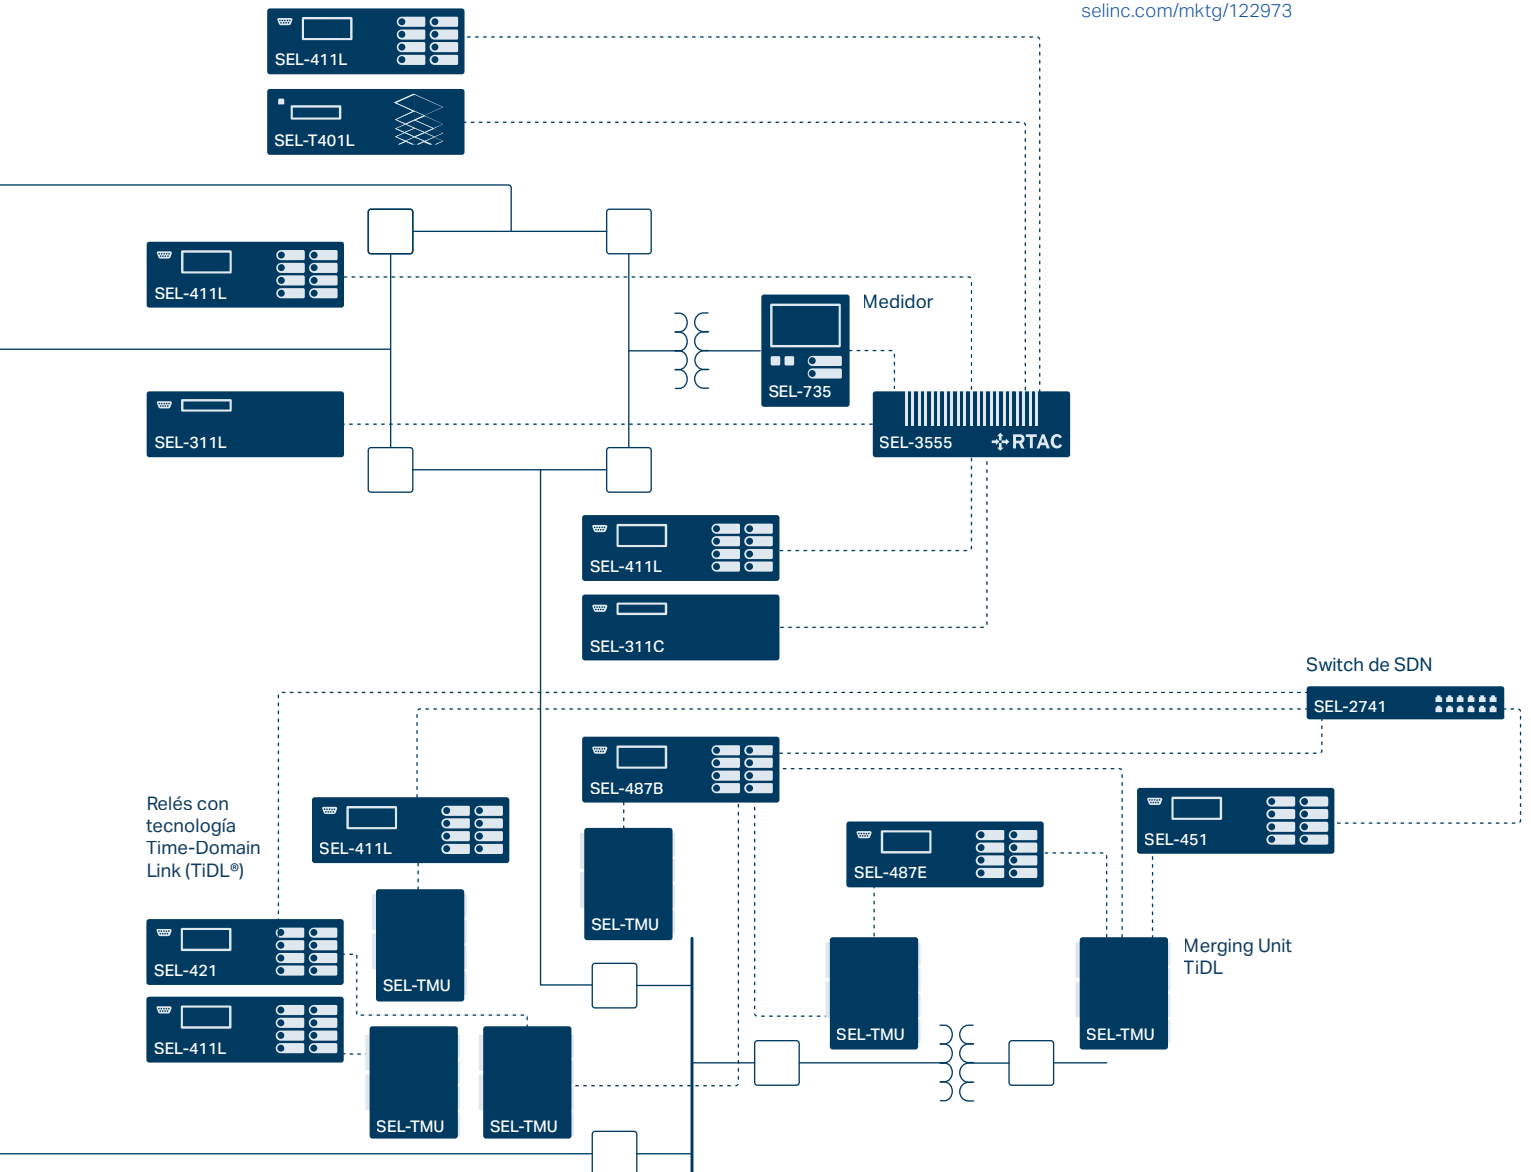 selinc.com/mktg/122973
SEL-411L
SEL-T401L
SEL-411L
Medidor
SEL-735
SEL-311L
SEL-3555
RTAC
SEL-411L
SEL-311C
Switch de SDN
SEL-2741
SEL-487B
Relés con
tecnología
Time-Domain
Link (TiDL®)
SEL-411L
SEL-451
SEL-487E
SEL-TMU
Merging Unit
TiDL
SEL-421
SEL-TMU
SEL-TMU
SEL-TMU
SEL-411L
SEL-TMU
SEL-TMU